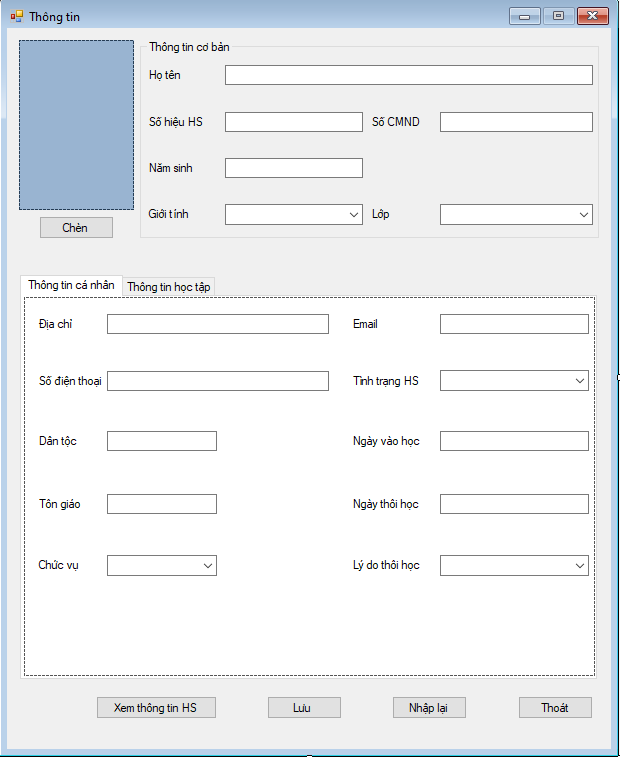 Thông tin
Thông tin cơ bản
Họ tên
Số hiệu HS
Số CMND
Năm sinh
Giới tính
Lớp
Chèn
Thông tin cá nhân
Thông tin học tập
Địa chỉ
Email
Số điện thoại
Tình trạng HS
Dân tộc
Ngày vào học
Tôn giáo
Ngày thôi học
Chức vụ
Lý do thôi học
Xem thông tin HS
Lưu
Nhập lại
Thoát